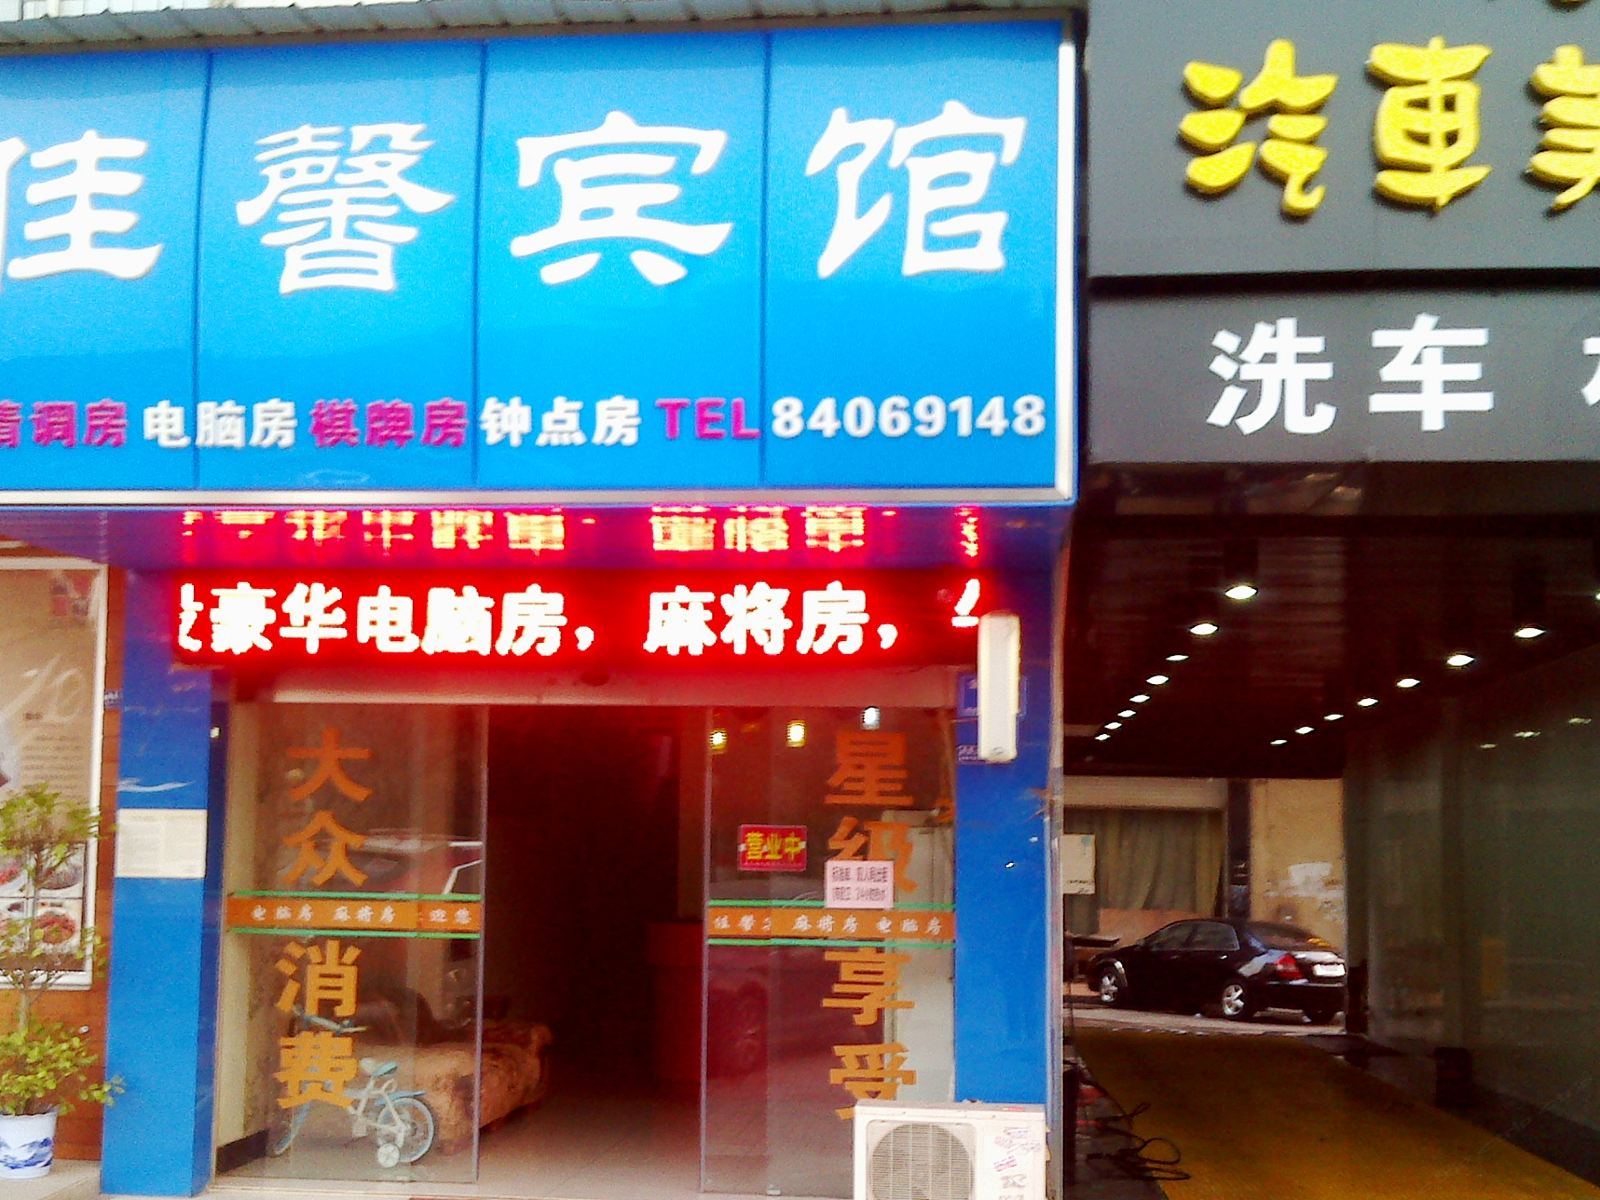 佳馨宾馆
情调房 电脑房 棋牌房 钟点房 TEL 84069148
豪华电脑房，麻将房，
大众消费
星级享受
营业中
电脑房 麻将房 迎您
佳馨 麻将房 电脑房
汽車美
洗车